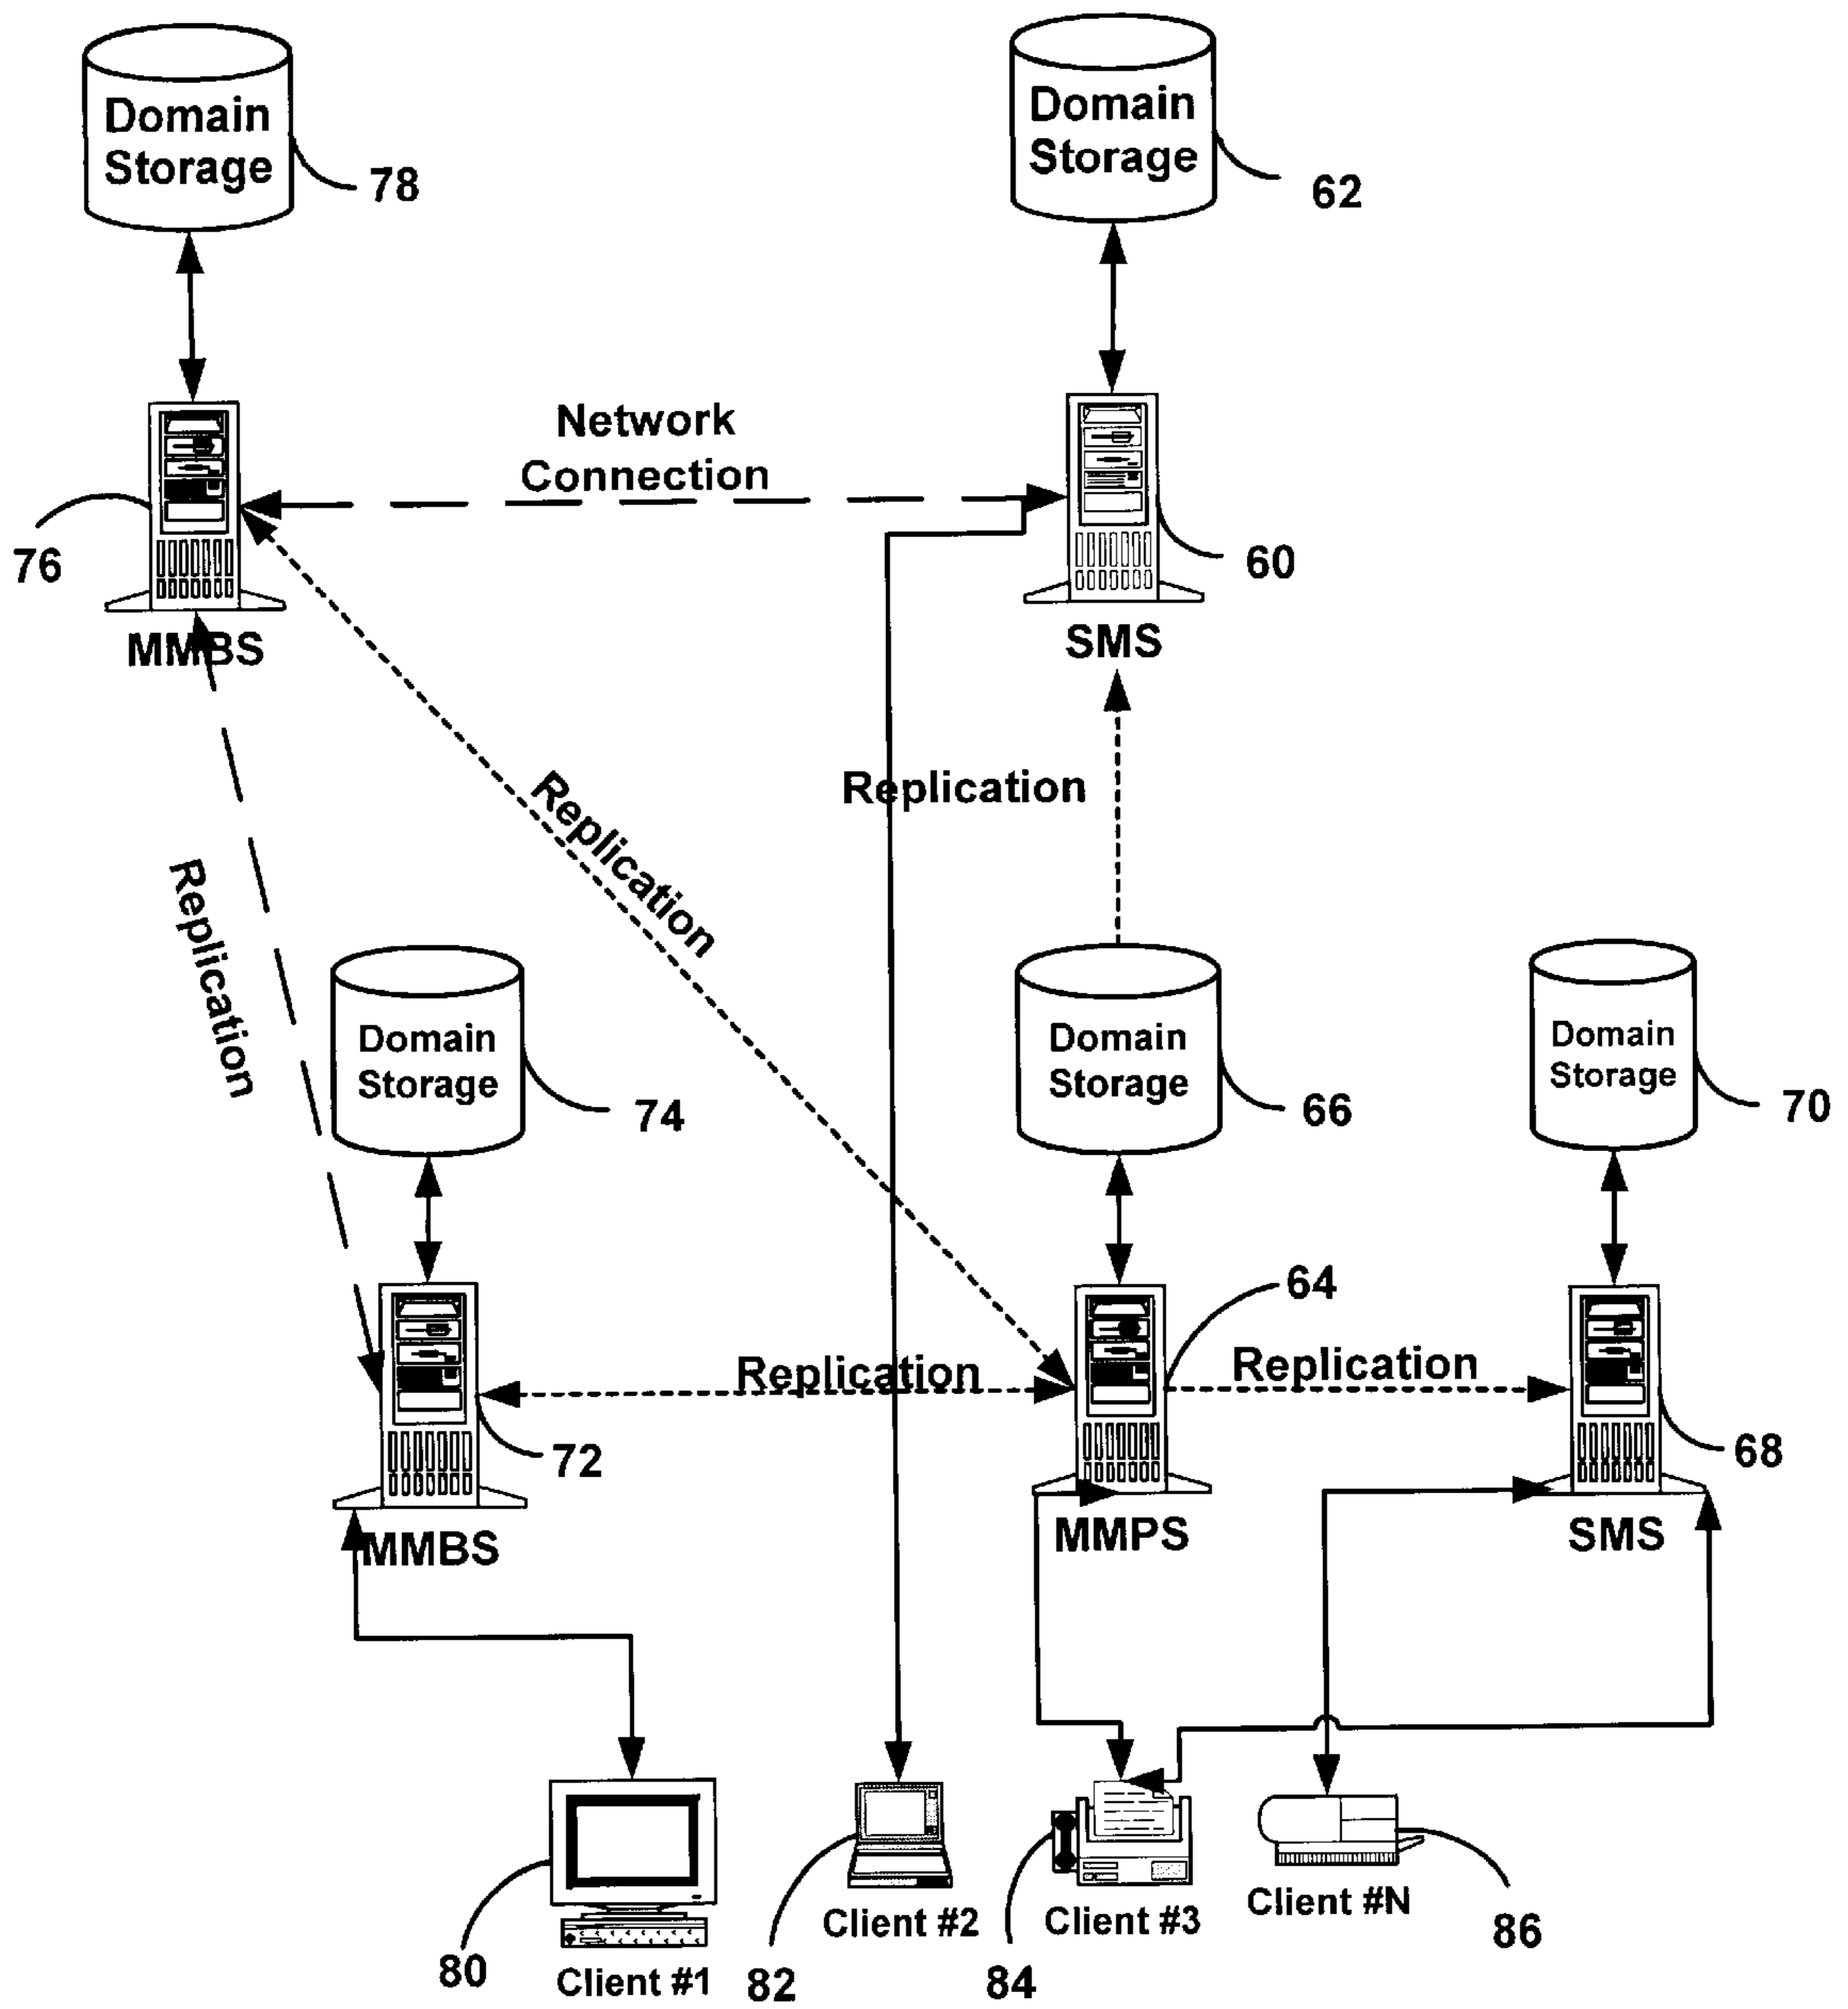 Domain
Storage
78
Domain
Storage
62
Network
Connection
76
60
MMBS
SMS
Replication
Replication
Replication
Domain
Storage
74
Domain
Storage
66
Domain
Storage
70
64
Replication
Replication
72
68
MMBS
MMPS
SMS
80
Client #1
82
Client #2
84
Client #3
Client #N
86